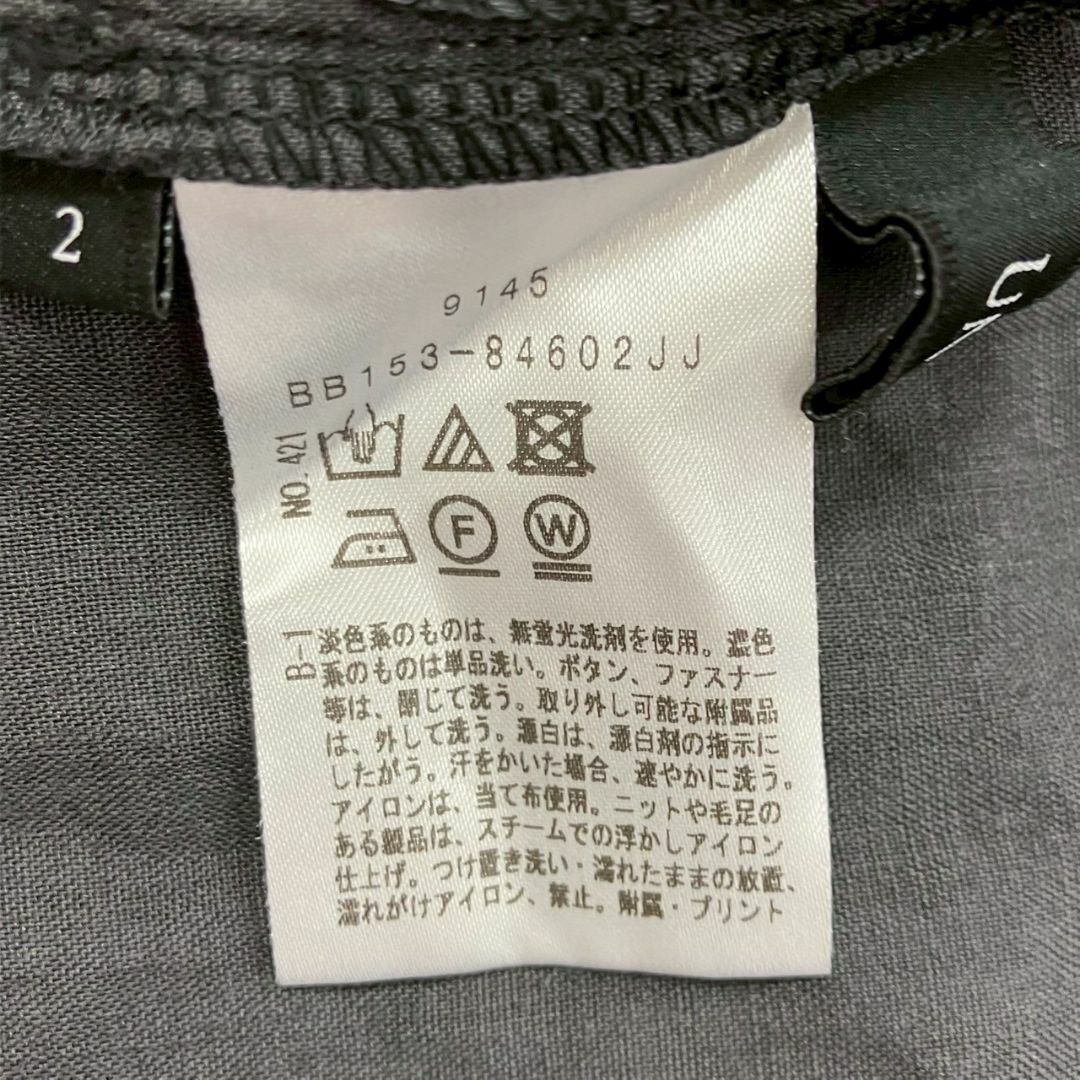 2
9145
BB153-84602JJ
NO.421
F
W
B-1
淡色系のものは、無蛍光洗剤を使用。濃色
系のものは単品洗い。ボタン、ファスナー
等は、閉じて洗う。取り外し可能な附属品
は、外して洗う。漂白は、漂白剤の指示に
したがう。汗をかいた場合、速やかに洗う。
アイロンは、当て布使用。ニットや毛足の
ある製品は、スチームでの浮かしアイロン
仕上げ。つけ置き洗い・濡れたままの放置、
濡れがけアイロン、禁止。附属・プリント